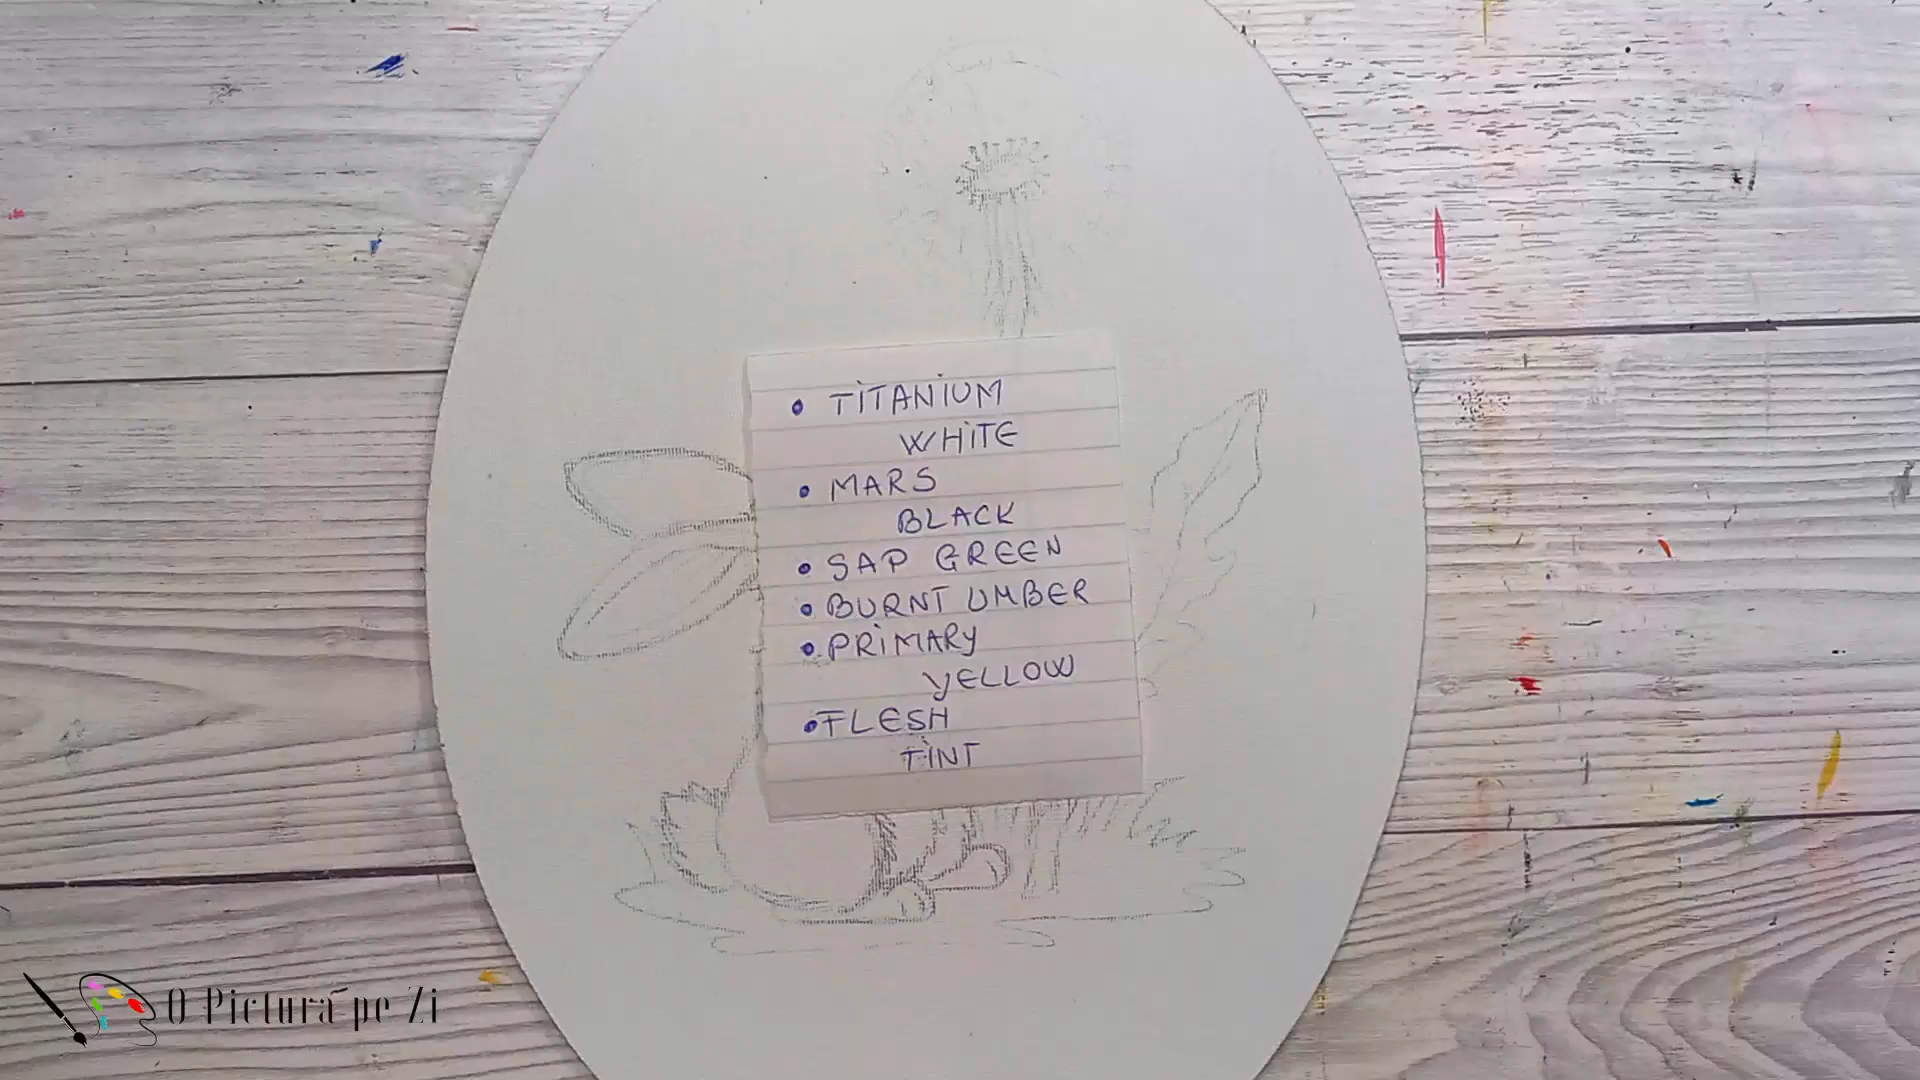 • TITANIUM
WHITE
• MARS
BLACK
• SAP GREEN
• BURNT UMBER
• PRIMARY
YELLOW
• FLESH
TINT
O Pictură pe Zi